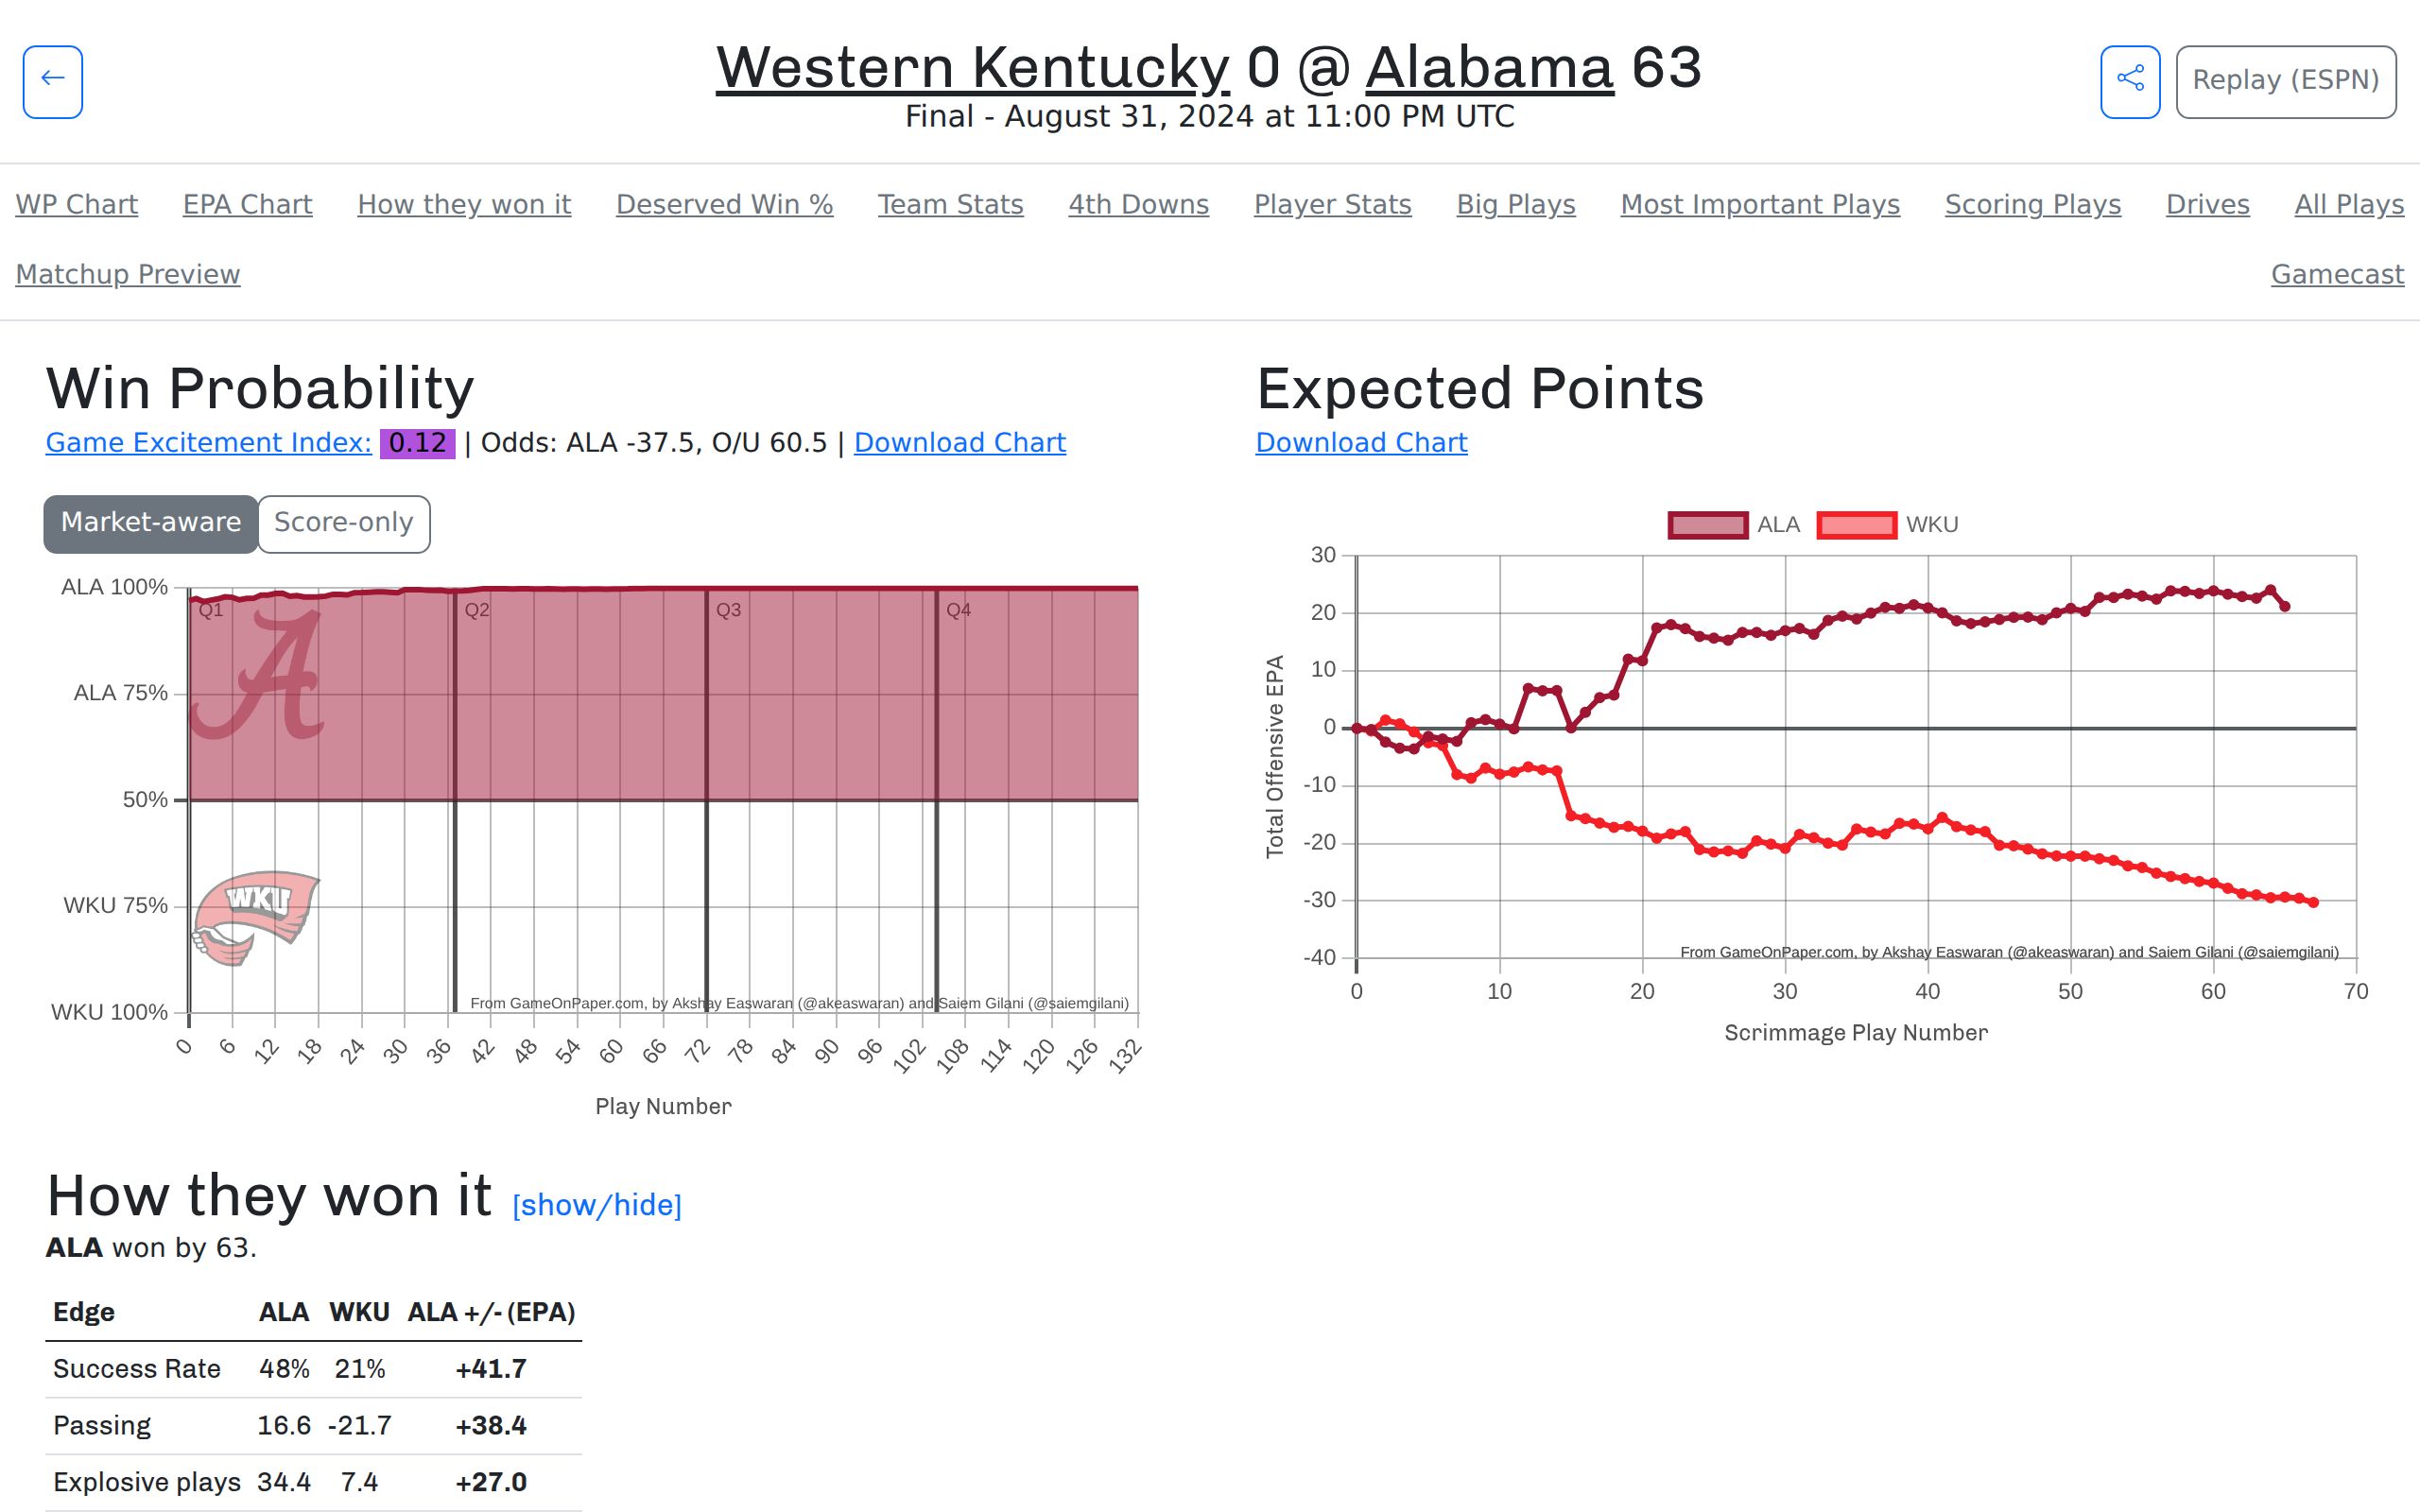 ←
Western Kentucky 0 @ Alabama 63
Final - August 31, 2024 at 11:00 PM UTC
Replay (ESPN)
WP Chart EPA Chart How they won it Deserved Win % Team Stats 4th Downs Player Stats Big Plays Most Important Plays Scoring Plays Drives All Plays
Matchup Preview Gamecast
Win Probability
Game Excitement Index: 0.12 | Odds: ALA -37.5, O/U 60.5 | Download Chart
Market-aware Score-only
ALA 100%
ALA 75%
50%
WKU 75%
WKU 100%
Q1 Q2 Q3 Q4
A
WKU
From GameOnPaper.com, by Akshay Easwaran (@akeaswaran) and Saiem Gilani (@saiemgilani)
0 6 12 18 24 30 36 42 48 54 60 66 72 78 84 90 96 102 108 114 120 126 132
Play Number
Expected Points
Download Chart
ALA WKU
Total Offensive EPA
30
20
10
0
-10
-20
-30
-40
From GameOnPaper.com, by Akshay Easwaran (@akeaswaran) and Saiem Gilani (@saiemgilani)
0 10 20 30 40 50 60 70
Scrimmage Play Number
How they won it [show/hide]
ALA won by 63.
Edge ALA WKU ALA +/- (EPA)
Success Rate 48% 21% +41.7
Passing 16.6 -21.7 +38.4
Explosive plays 34.4 7.4 +27.0